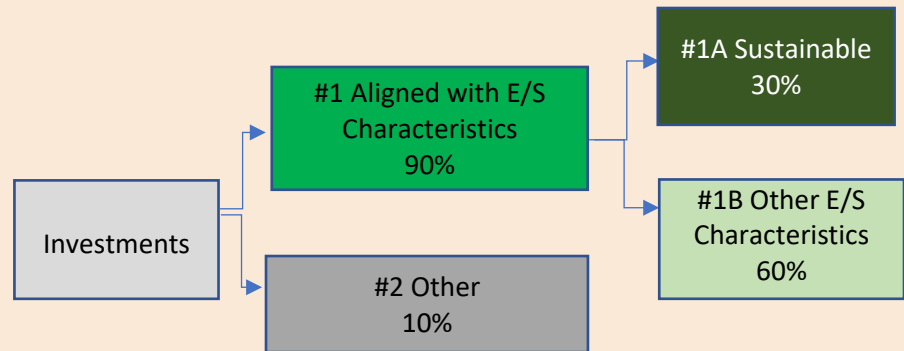 Investments
#1 Aligned with E/S
Characteristics
90%
#2 Other
10%
#1A Sustainable
30%
#1B Other E/S
Characteristics
60%